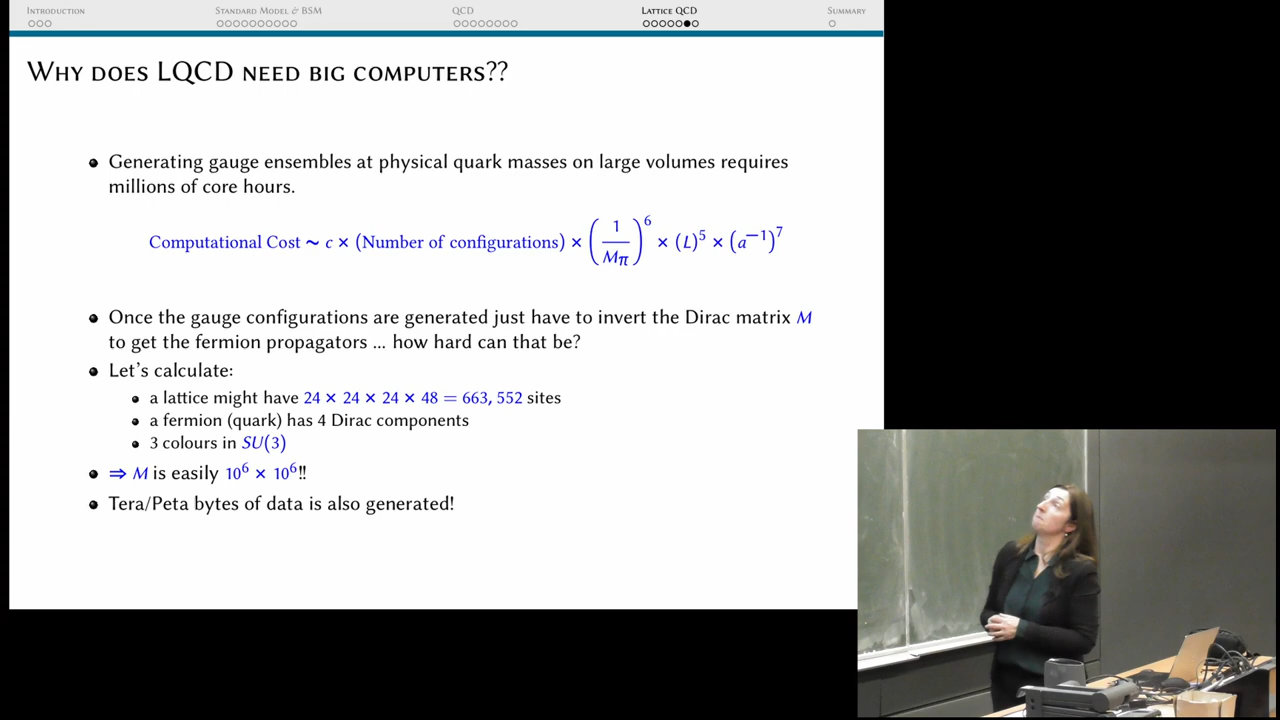 Introduction Standard Model & BSM QCD Lattice QCD Summary
Why does LQCD need big computers??
Generating gauge ensembles at physical quark masses on large volumes requires
millions of core hours.
Computational Cost ~ c × (Number of configurations) × (1/Mπ)^6 × (L)^5 × (a^−1)^7
Once the gauge configurations are generated just have to invert the Dirac matrix M
to get the fermion propagators ... how hard can that be?
Let's calculate:
a lattice might have 24 × 24 × 24 × 48 = 663, 552 sites
a fermion (quark) has 4 Dirac components
3 colours in SU(3)
⇒ M is easily 10^6 × 10^6!!
Tera/Peta bytes of data is also generated!